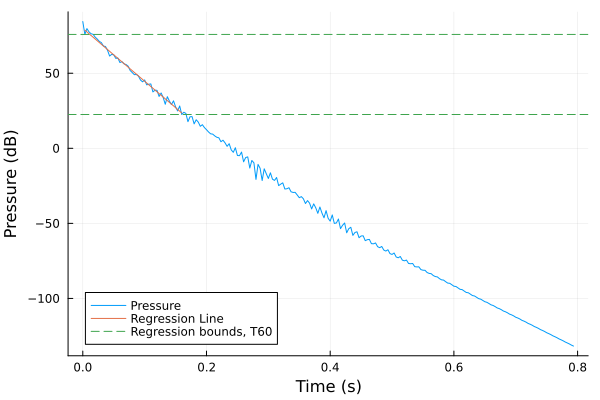 Pressure (dB)
50
0
−50
−100
Pressure
Regression Line
Regression bounds, T60
0.0 0.2 0.4 0.6 0.8
Time (s)